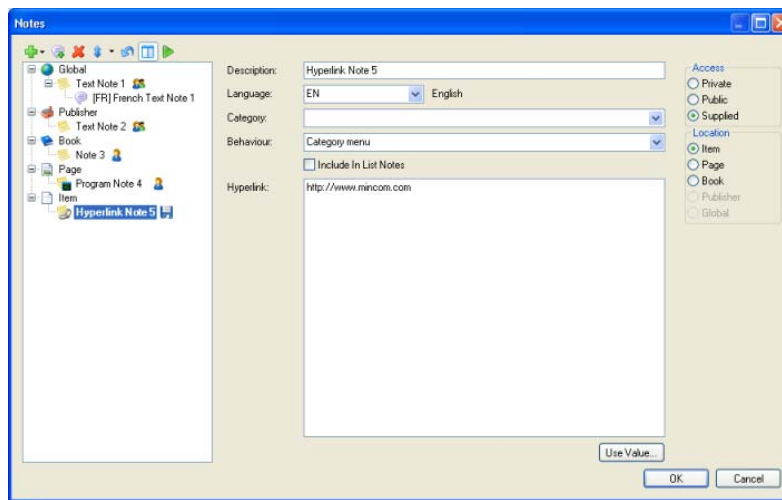 Notes
Global
Text Note 1
[FR] French Text Note 1
Publisher
Text Note 2
Book
Note 3
Page
Program Note 4
Item
Hyperlink Note 5
Description: Hyperlink Note 5
Language: EN English
Category:
Behaviour: Category menu
Include In List Notes
Hyperlink: http://www.mincom.com
Use Value...
Access
Private
Public
Supplied
Location
Item
Page
Book
Publisher
Global
OK Cancel